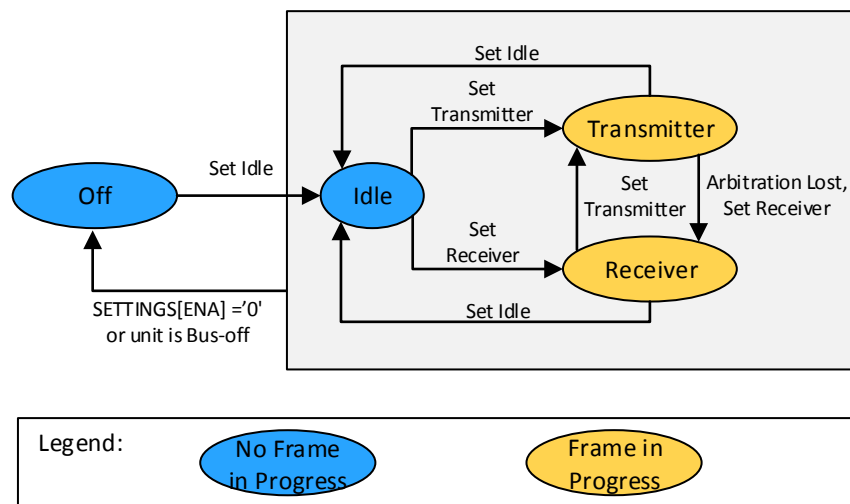 Set Idle
Set
Transmitter
Transmitter
Set Idle
Off
Idle
Set
Transmitter
Arbitration Lost,
Set Receiver
Set
Receiver
Receiver
Set Idle
SETTINGS[ENA] ='0'
or unit is Bus-off
Legend:
No Frame
in Progress
Frame in
Progress